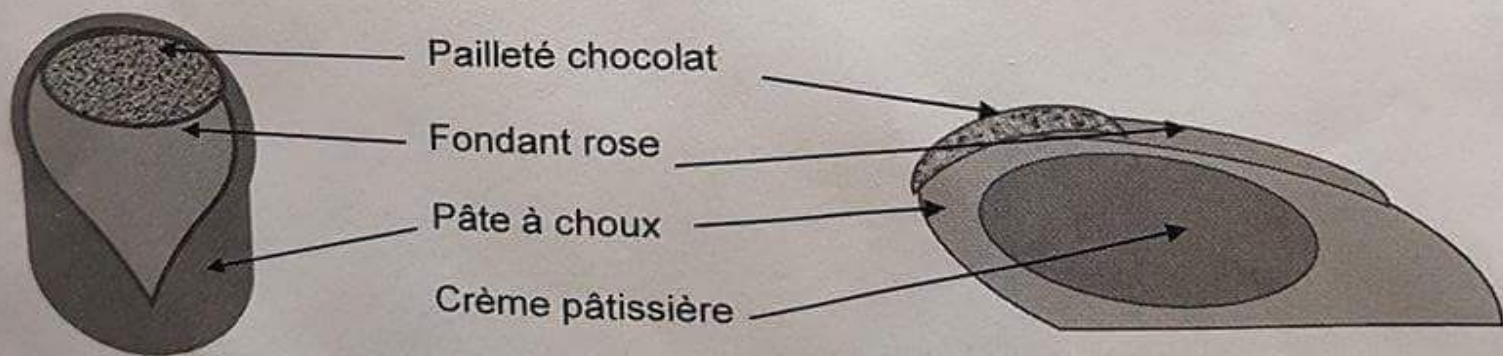 Pailleté chocolat
Fondant rose
Pâte à choux
Crème pâtissière